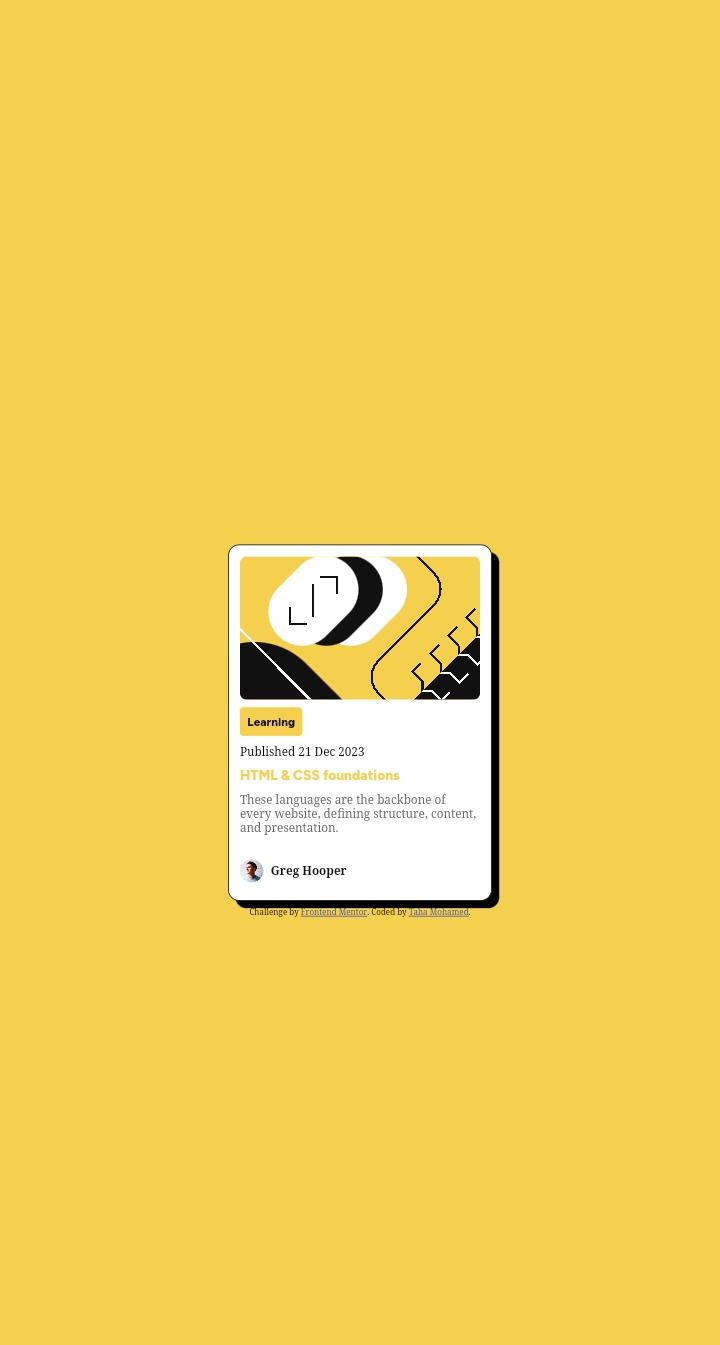 Learning
Published 21 Dec 2023
HTML & CSS foundations
These languages are the backbone of
every website, defining structure, content,
and presentation.
Greg Hooper
Challenge by Frontend Mentor. Coded by Taha Mohamed.